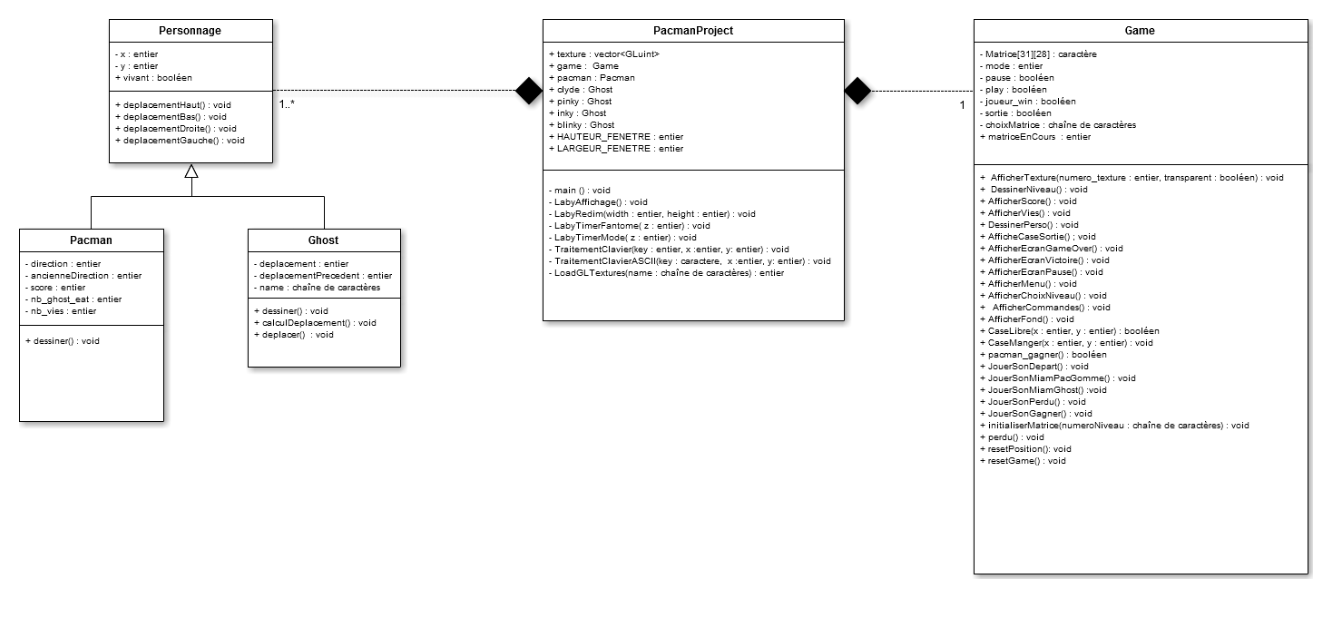 Personnage
- x : entier
- y : entier
+ vivant : booléen
+ deplacementHaut() : void
+ deplacementBas() : void
+ deplacementDroite() : void
+ deplacementGauche() : void
1..*
PacmanProject
+ texture : vector<GLuint>
+ game : Game
+ pacman : Pacman
+ clyde : Ghost
+ pinky : Ghost
+ inky : Ghost
+ blinky : Ghost
+ HAUTEUR_FENETRE : entier
+ LARGEUR_FENETRE : entier
- main () : void
- LabyAffichage() : void
- LabyRedim(width : entier, height : entier) : void
- LabyTimerFantome( z : entier) : void
- LabyTimerMode( z : entier) : void
- TraitementClavier(key : entier, x :entier, y: entier) : void
- TraitementClavierASCII(key : caractere, x :entier, y: entier) : void
- LoadGLTextures(name : chaîne de caractères) : entier
1
Game
- Matrice[31][28] : caractère
- mode : entier
- pause : booléen
- play : booléen
- joueur_win : booléen
- sortie : booléen
- choixMatrice : chaîne de caractères
+ matriceEnCours : entier
+ AfficherTexture(numero_texture : entier, transparent : booléen) : void
+ DessinerNiveau() : void
+ AfficherScore() : void
+ AfficherVies() : void
+ DessinerPerso() : void
+ AfficheCaseSortie() ; void
+ AfficherEcranGameOver() : void
+ AfficherEcranVictoire() : void
+ AfficherEcranPause() : void
+ AfficherMenu() : void
+ AfficherChoixNiveau() : void
+ AfficherCommandes() : void
+ AfficherFond() : void
+ CaseLibre(x : entier, y : entier) : booléen
+ CaseManger(x : entier, y : entier) : void
+ pacman_gagner() : booléen
+ JouerSonDepart() : void
+ JouerSonMiamPacGomme() : void
+ JouerSonMiamGhost() :void
+ JouerSonPerdu() : void
+ JouerSonGagner() : void
+ initialiserMatrice(numeroNiveau : chaîne de caractères) : void
+ perdu() : void
+ resetPosition(): void
+ resetGame() : void
Pacman
- direction : entier
- ancienneDirection : entier
- score : entier
- nb_ghost_eat : entier
- nb_vies : entier
+ dessiner() : void
Ghost
- deplacement : entier
- deplacementPrecedent : entier
- name : chaîne de caractères
+ dessiner() : void
+ calculDeplacement() : void
+ deplacer() : void